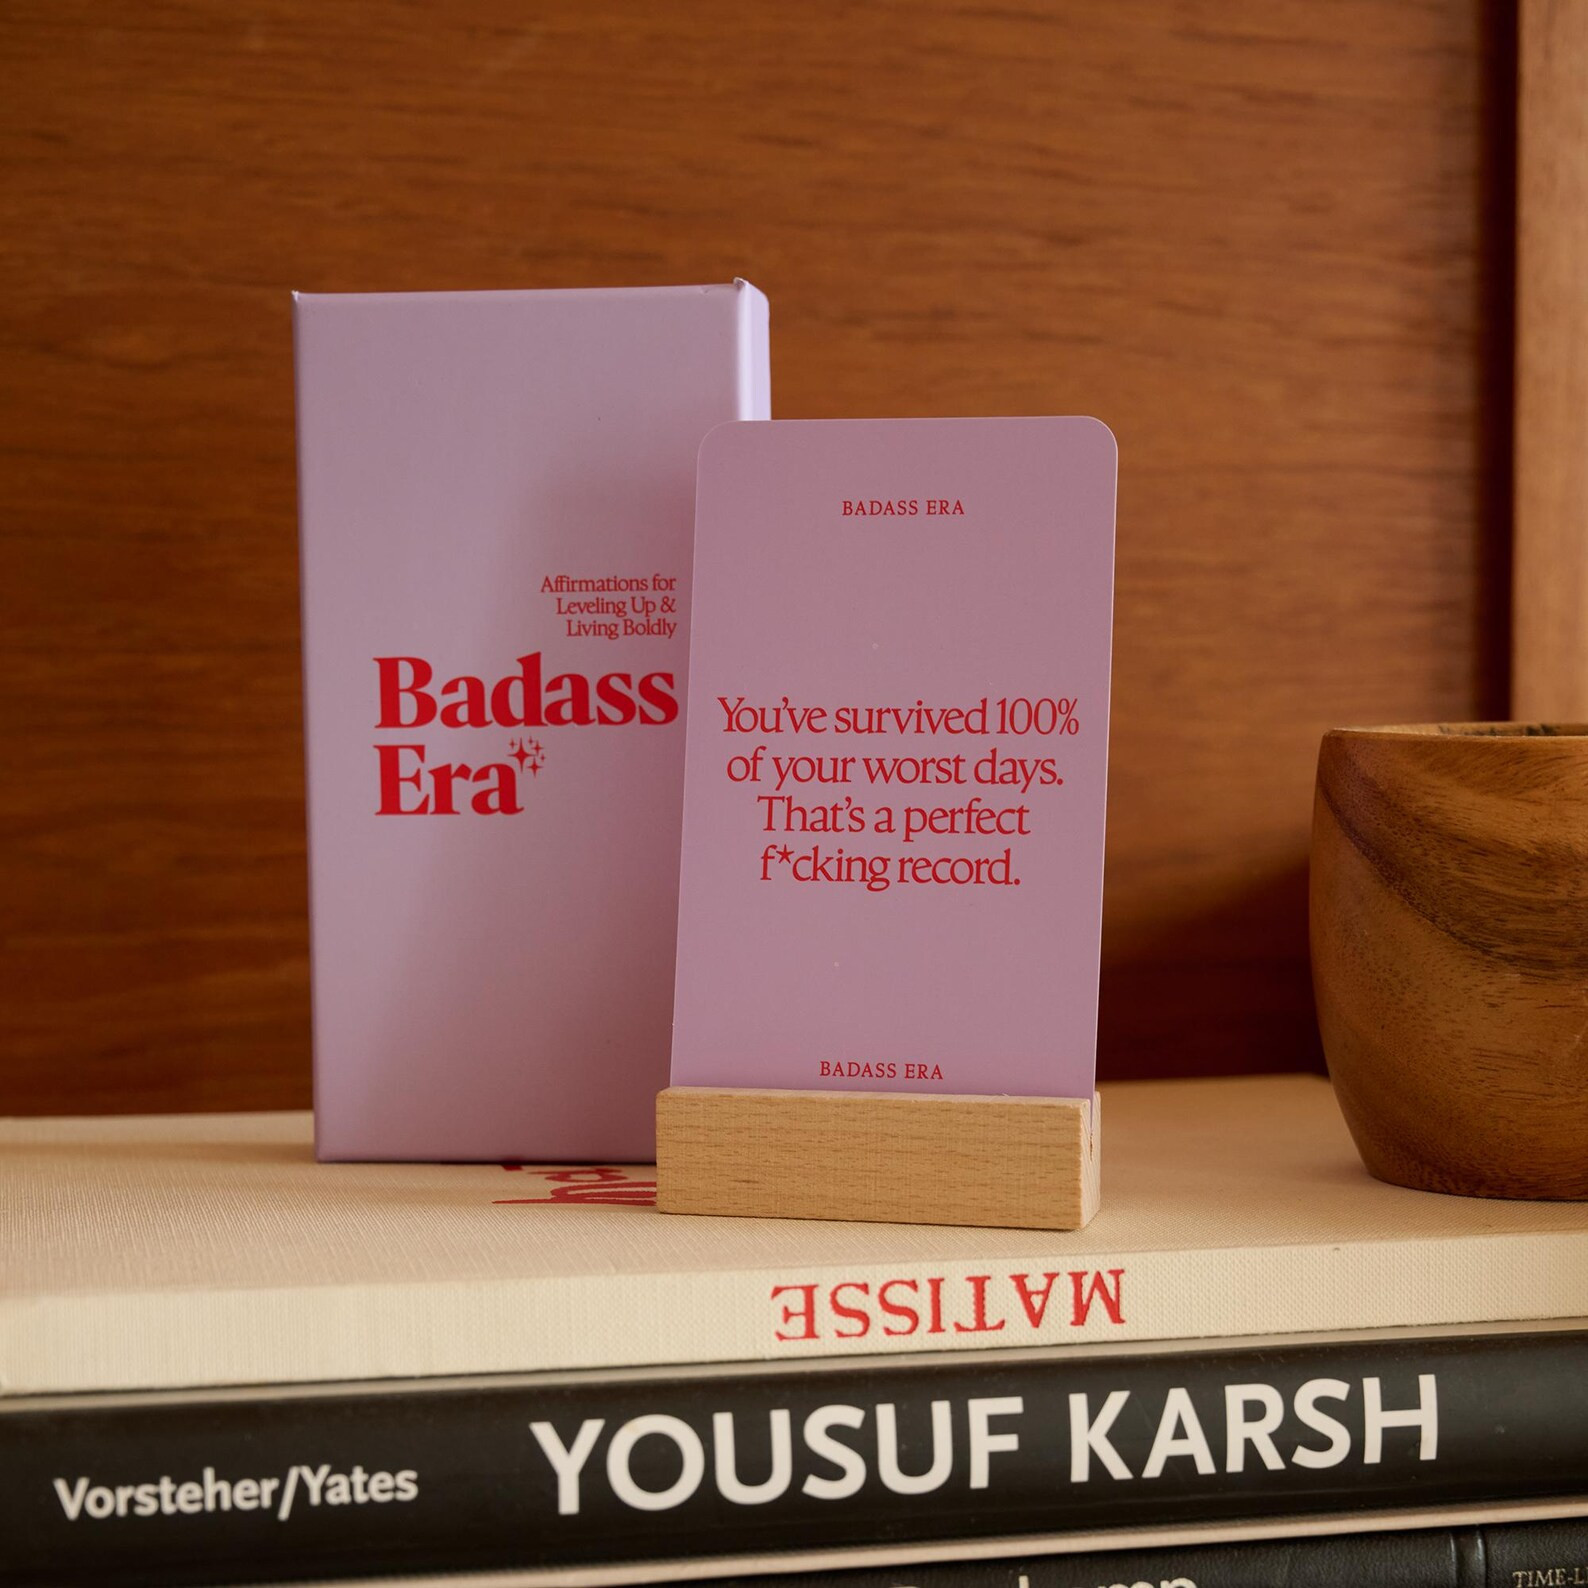 Affirmations for
Leveling Up &
Living Boldly
Badass
Era
BADASS ERA
You've survived 100%
of your worst days.
That's a perfect
f*cking record.
BADASS ERA
MATISSE
Vorsteher/Yates
YOUSUF KARSH